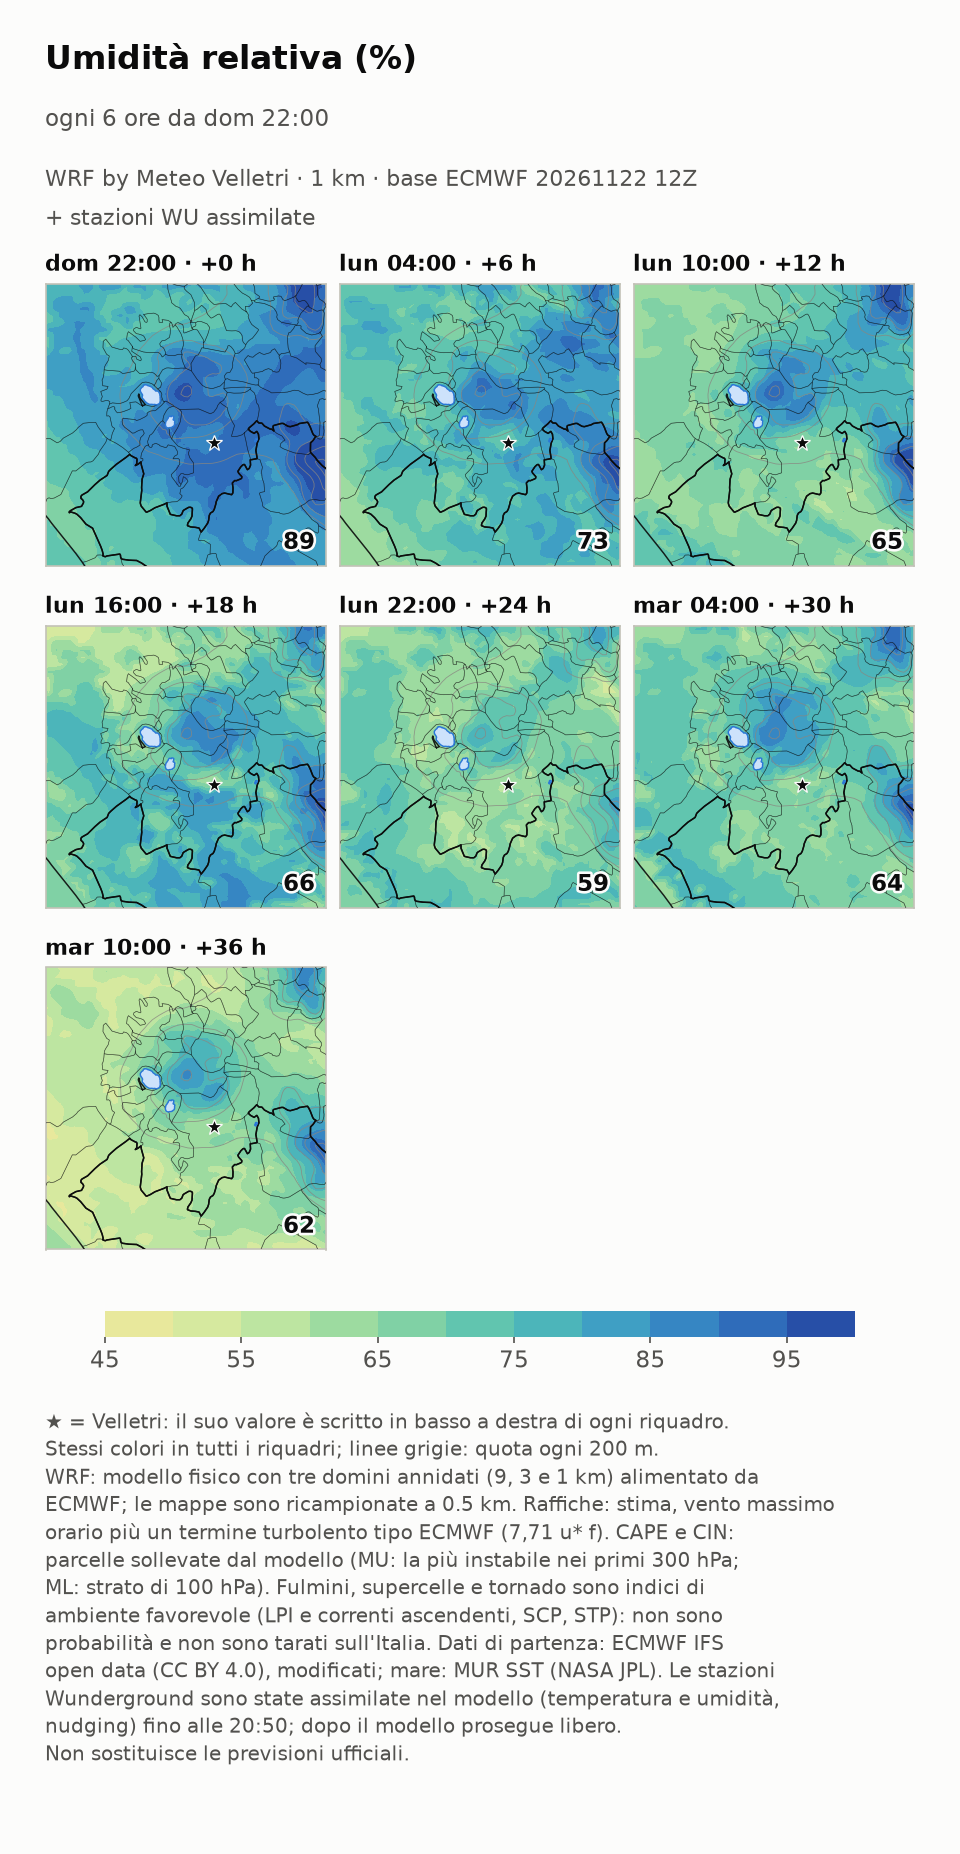 Umidità relativa (%)
ogni 6 ore da dom 22:00
WRF by Meteo Velletri · 1 km · base ECMWF 20261122 12Z
+ stazioni WU assimilate
dom 22:00 · +0 h
lun 04:00 · +6 h
lun 10:00 · +12 h
89
73
65
lun 16:00 · +18 h
lun 22:00 · +24 h
mar 04:00 · +30 h
66
59
64
mar 10:00 · +36 h
62
45 55 65 75 85 95
★ = Velletri: il suo valore è scritto in basso a destra di ogni riquadro.
Stessi colori in tutti i riquadri; linee grigie: quota ogni 200 m.
WRF: modello fisico con tre domini annidati (9, 3 e 1 km) alimentato da
ECMWF; le mappe sono ricampionate a 0.5 km. Raffiche: stima, vento massimo
orario più un termine turbolento tipo ECMWF (7,71 u* f). CAPE e CIN:
parcelle sollevate dal modello (MU: la più instabile nei primi 300 hPa;
ML: strato di 100 hPa). Fulmini, supercelle e tornado sono indici di
ambiente favorevole (LPI e correnti ascendenti, SCP, STP): non sono
probabilità e non sono tarati sull'Italia. Dati di partenza: ECMWF IFS
open data (CC BY 4.0), modificati; mare: MUR SST (NASA JPL). Le stazioni
Wunderground sono state assimilate nel modello (temperatura e umidità,
nudging) fino alle 20:50; dopo il modello prosegue libero.
Non sostituisce le previsioni ufficiali.